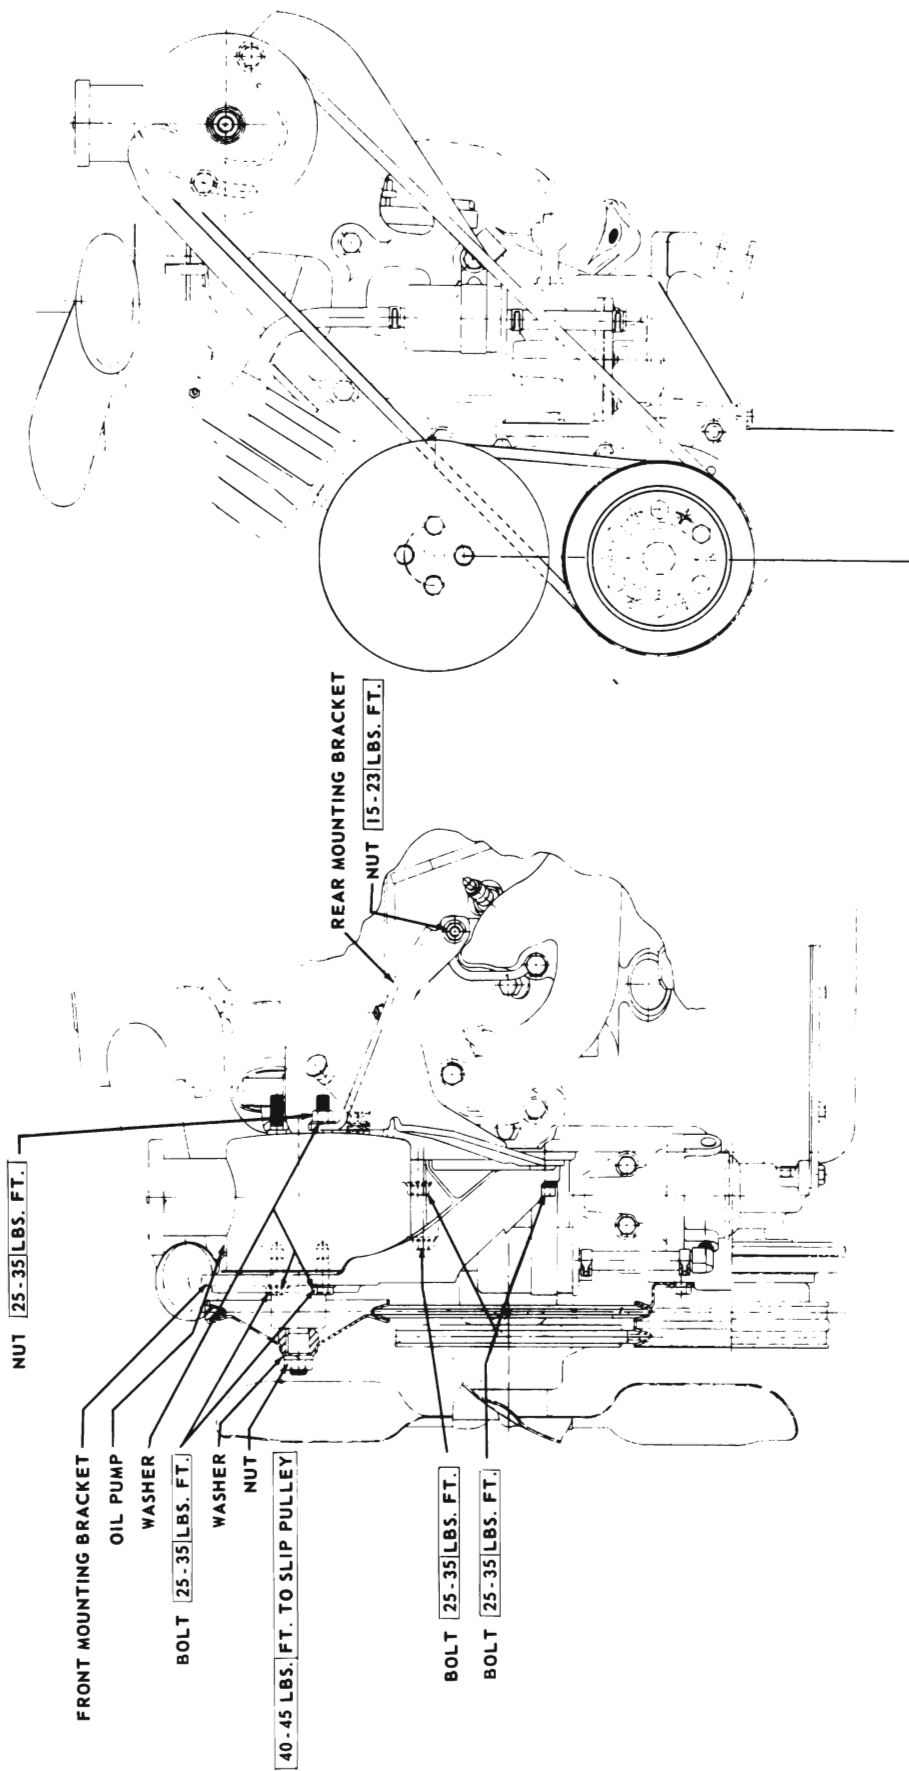 NUT 25-35 LBS. FT.
FRONT MOUNTING BRACKET
OIL PUMP
WASHER
BOLT 25-35 LBS. FT.
WASHER
NUT
40-45 LBS. FT. TO SLIP PULLEY
BOLT 25-35 LBS. FT.
BOLT 25-35 LBS. FT.
REAR MOUNTING BRACKET
NUT 15-23 LBS. FT.